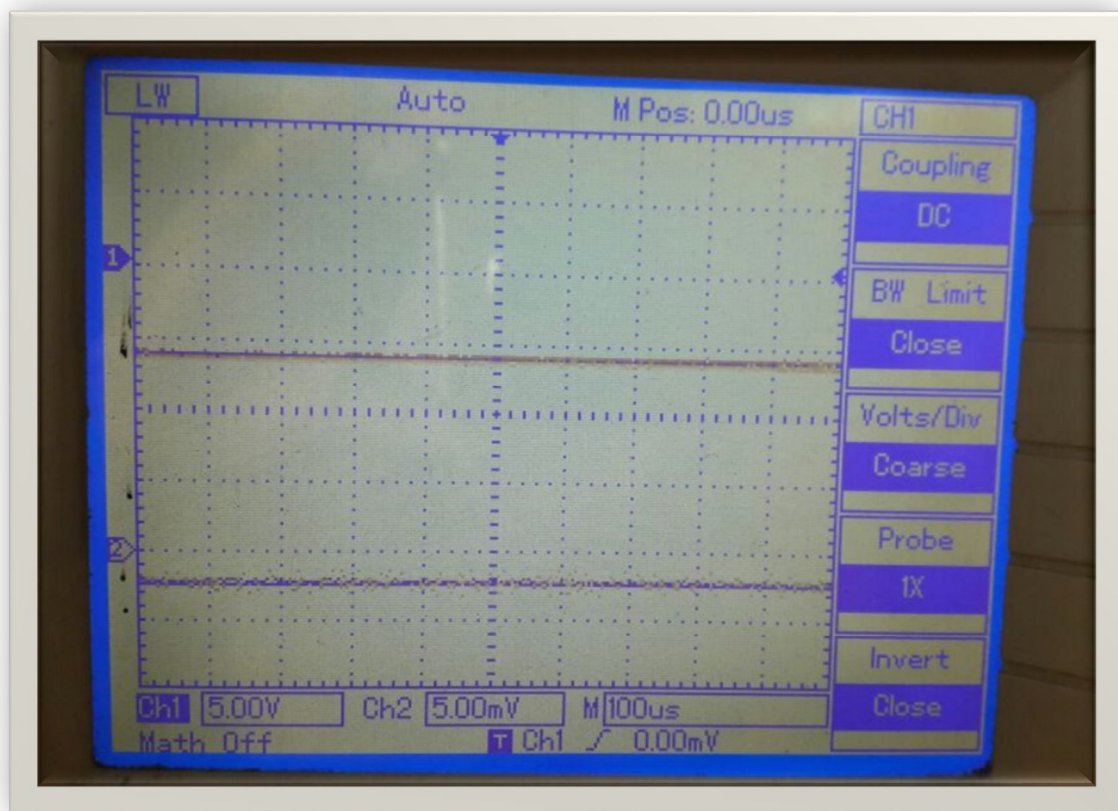 LW Auto M Pos: 0.00us CH1
Coupling
DC
1
BW Limit
Close
Volts/Div
Coarse
2
Probe
1X
Invert
Close
Ch1 5.00V Ch2 5.00mV M 100us
Math Off T Ch1 0.00mV